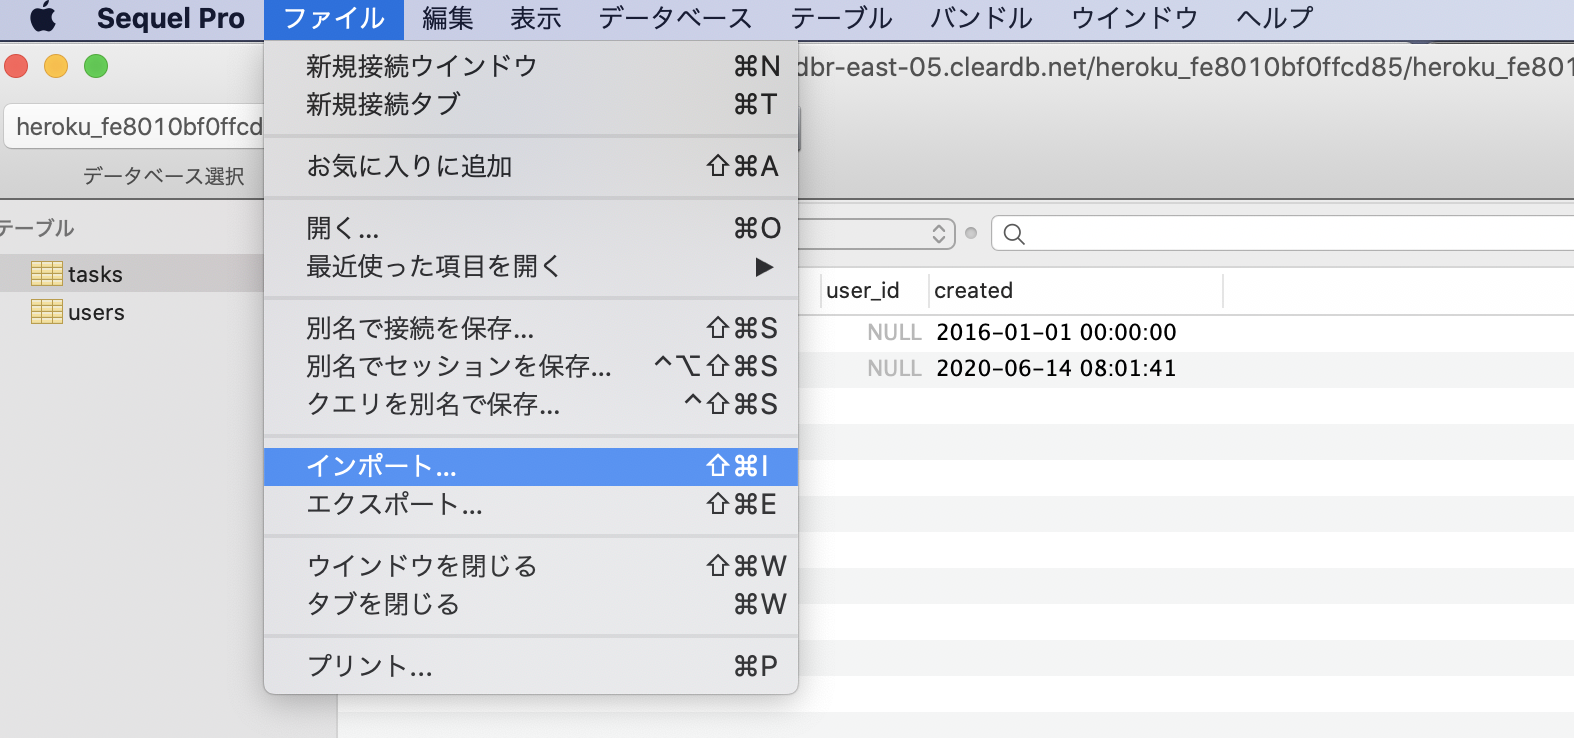 Sequel Pro ファイル 編集 表示 データベース テーブル バンドル ウインドウ ヘルプ
dbr-east-05.cleardb.net/heroku_fe8010bf0ffcd85/heroku_fe801
heroku_fe8010bf0ffcd
データベース選択
新規接続ウインドウ ⌘N
新規接続タブ ⌘T
お気に入りに追加 ⇧⌘A
開く... ⌘O
最近使った項目を開く ▶
別名で接続を保存... ⇧⌘S
別名でセッションを保存... ^⌥⇧⌘S
クエリを別名で保存... ^⇧⌘S
インポート... ⇧⌘I
エクスポート... ⇧⌘E
ウインドウを閉じる ⇧⌘W
タブを閉じる ⌘W
プリント... ⌘P
テーブル
tasks
users
user_id created
NULL 2016-01-01 00:00:00
NULL 2020-06-14 08:01:41